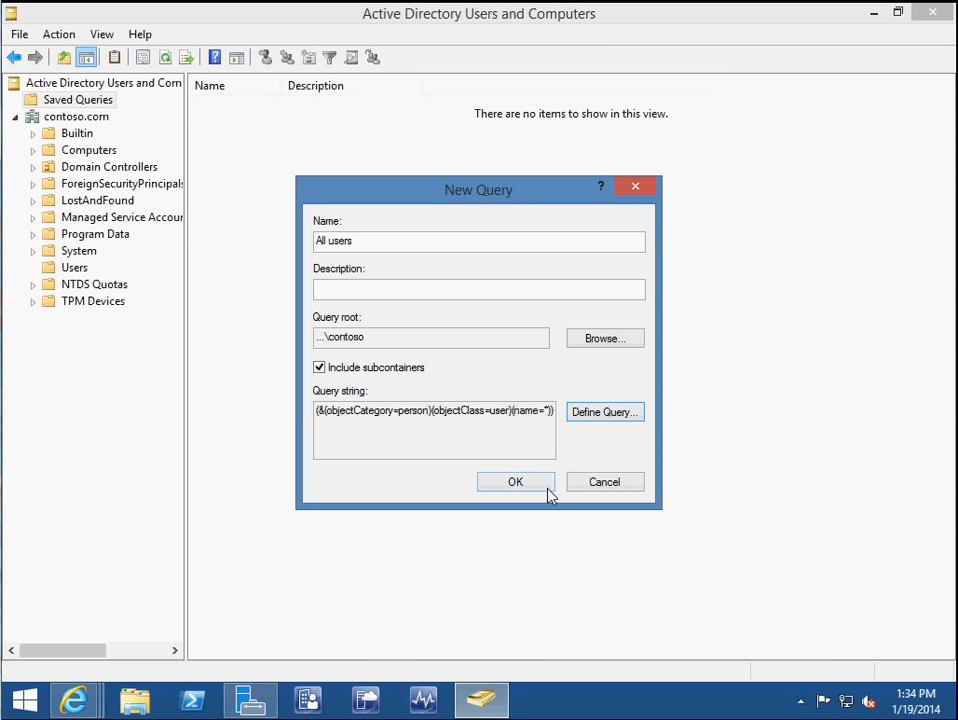 Active Directory Users and Computers
File Action View Help
Active Directory Users and Com
Saved Queries
contoso.com
Builtin
Computers
Domain Controllers
ForeignSecurityPrincipals
LostAndFound
Managed Service Accour
Program Data
System
Users
NTDS Quotas
TPM Devices
Name Description
There are no items to show in this view.
New Query
Name:
All users
Description:
Query root:
...\contoso
Browse...
Include subcontainers
Query string:
(&(objectCategory=person)(objectClass=user)(name=*))
Define Query...
OK Cancel
1:34 PM
1/19/2014